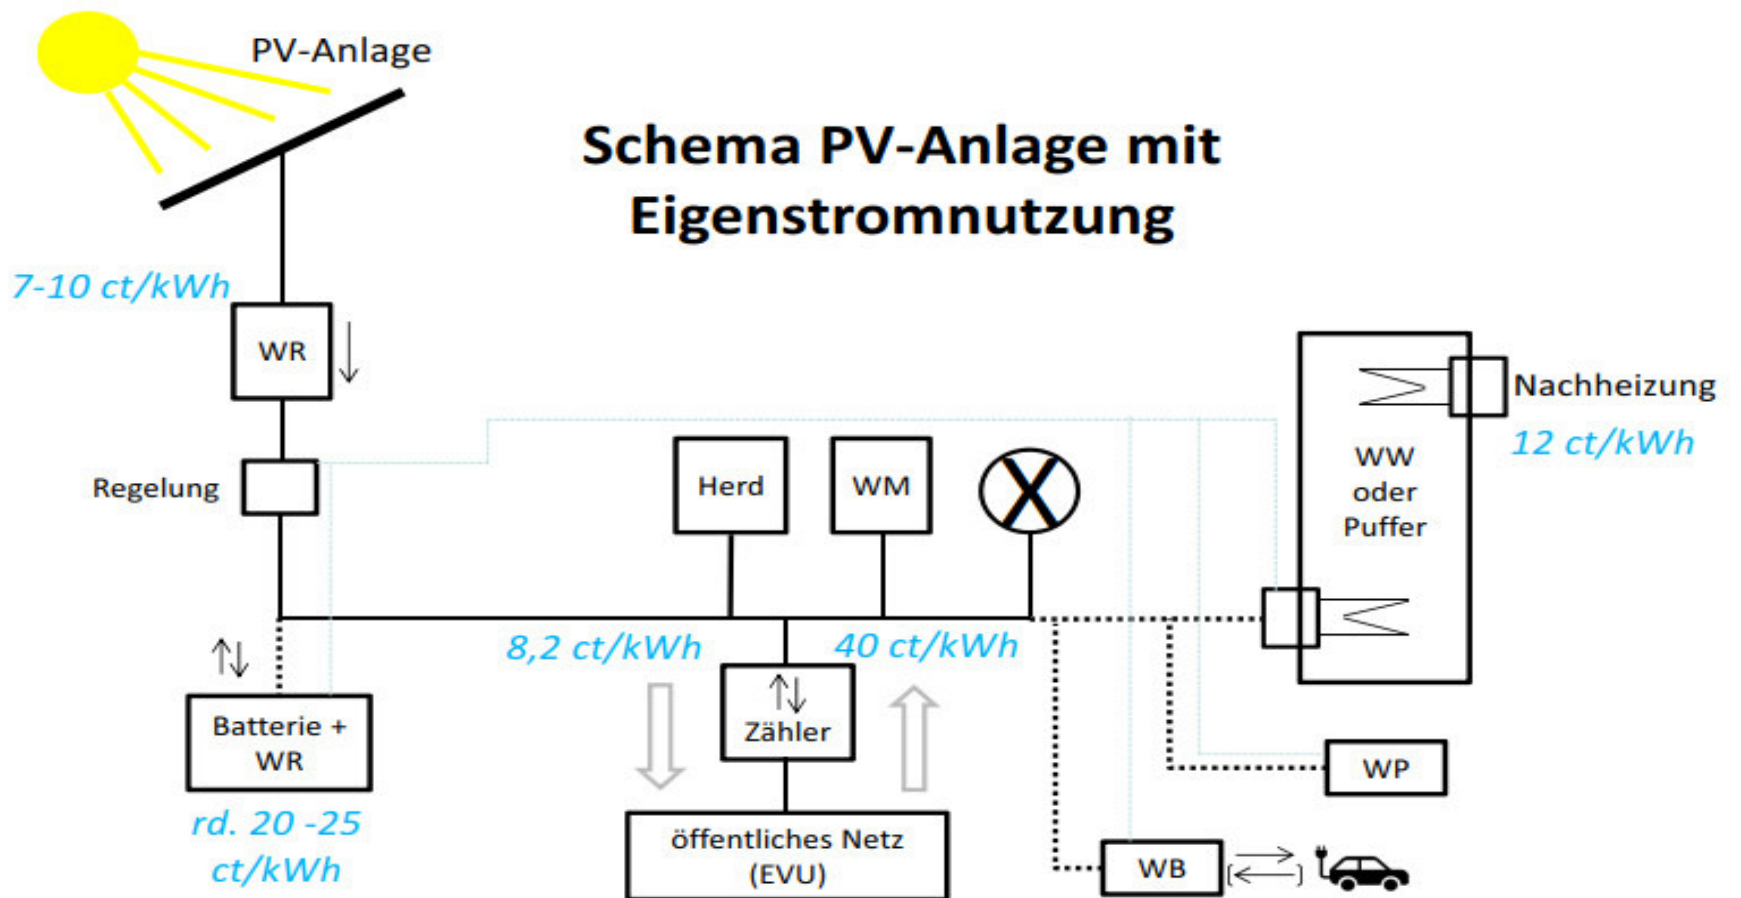 PV-Anlage
Schema PV-Anlage mit
Eigenstromnutzung
7-10 ct/kWh
WR
Nachheizung
12 ct/kWh
WW
oder
Puffer
Regelung
Herd
WM
8,2 ct/kWh
40 ct/kWh
Zähler
Batterie +
WR
rd. 20 -25
ct/kWh
öffentliches Netz
(EVU)
WP
WB